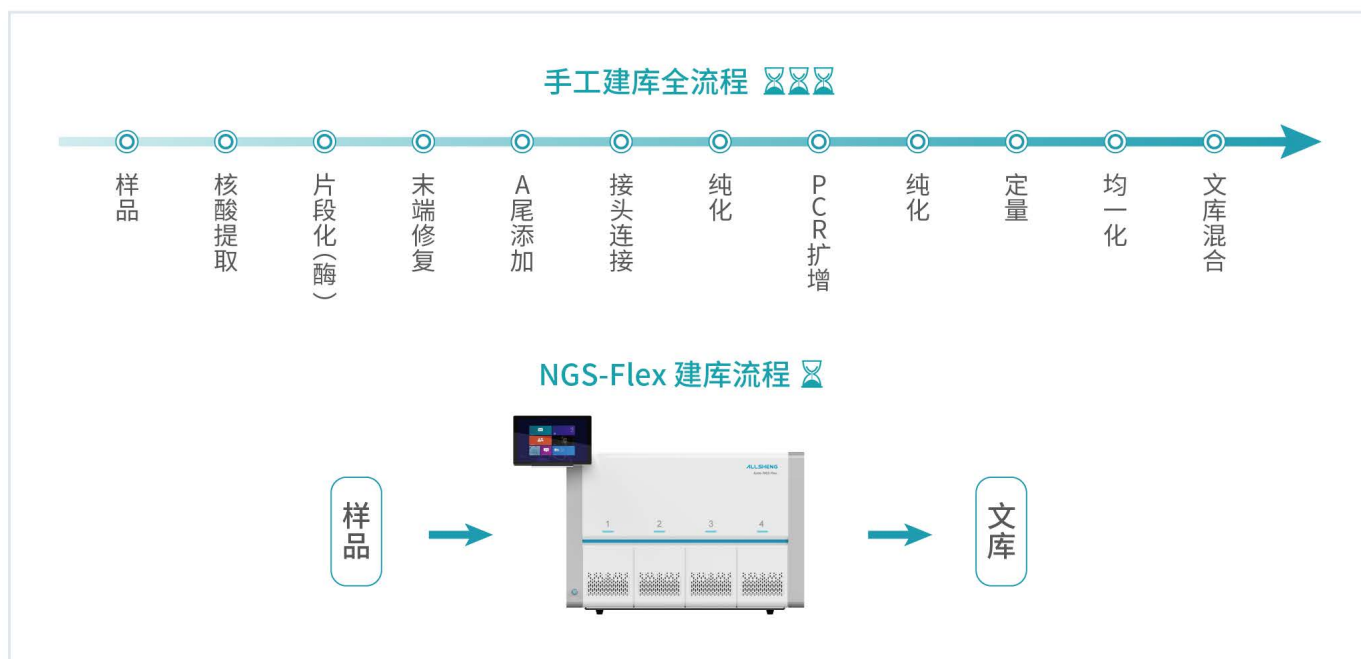 手工建库全流程
样品
核酸提取
片段化(酶)
末端修复
A尾添加
接头连接
纯化
PCR扩增
纯化
定量
均一化
文库混合
NGS-Flex 建库流程
ALLSHENG
1
2
3
4
样品
文库